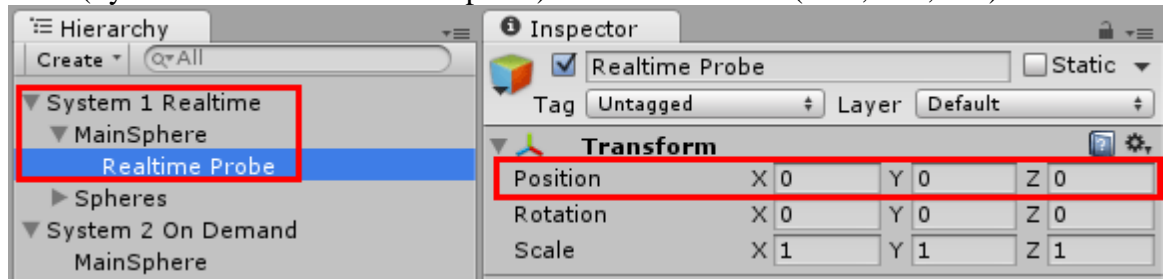 Hierarchy
Create
All
System 1 Realtime
MainSphere
Realtime Probe
Spheres
System 2 On Demand
MainSphere
Inspector
Realtime Probe Static
Tag Untagged Layer Default
Transform
Position X 0 Y 0 Z 0
Rotation X 0 Y 0 Z 0
Scale X 1 Y 1 Z 1